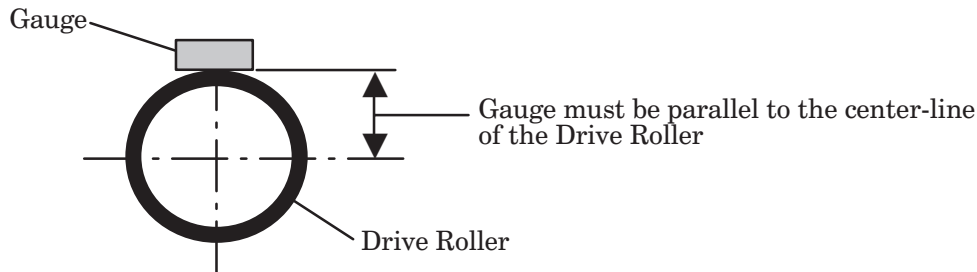 Gauge
Gauge must be parallel to the center-line
of the Drive Roller
Drive Roller